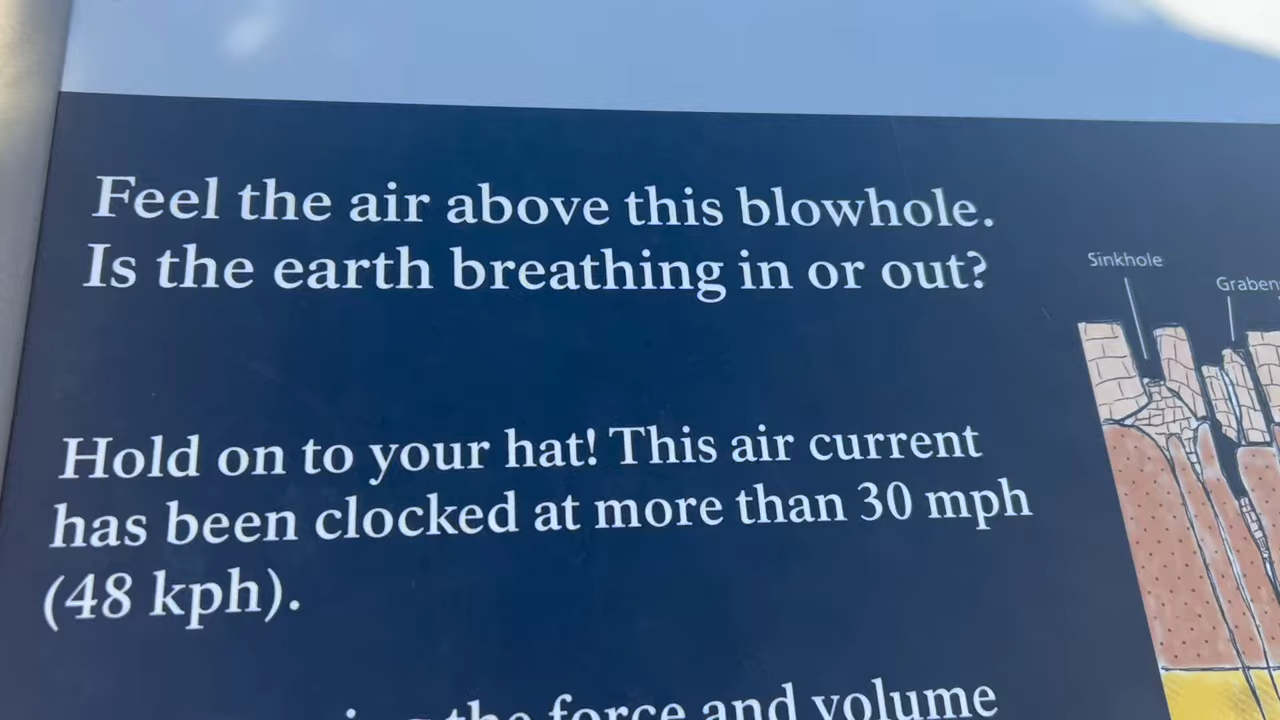 Feel the air above this blowhole.
Is the earth breathing in or out?
Sinkhole
Graben
Hold on to your hat! This air current
has been clocked at more than 30 mph
(48 kph).
the force and volume